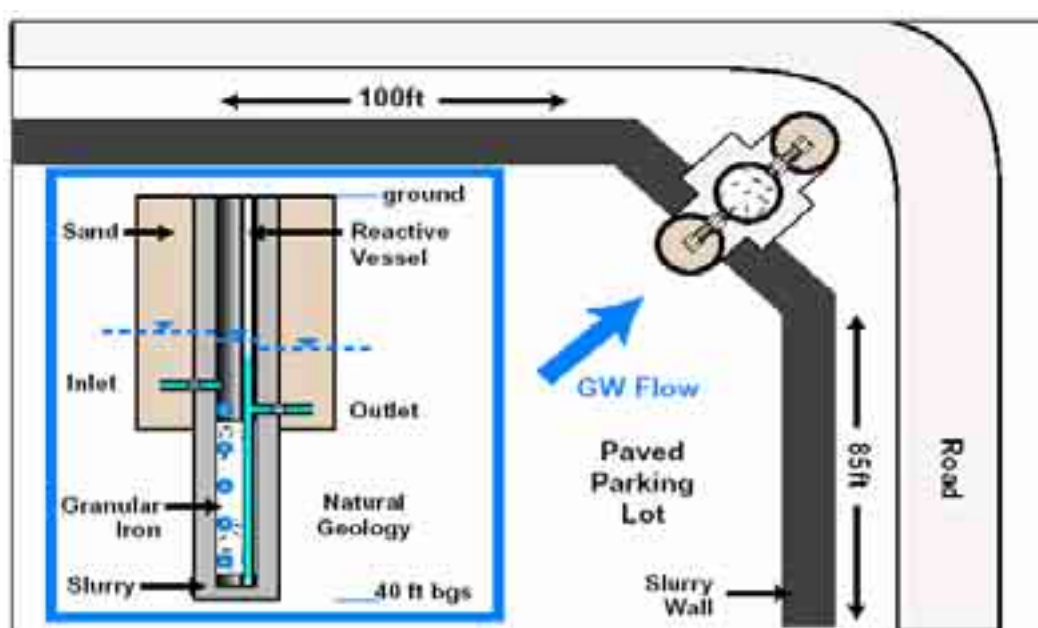 100ft
ground
Sand
Reactive
Vessel
Inlet
Outlet
GW Flow
Paved
Parking
Lot
85ft
Road
Granular
Iron
Natural
Geology
Slurry
40 ft bgs
Slurry
Wall